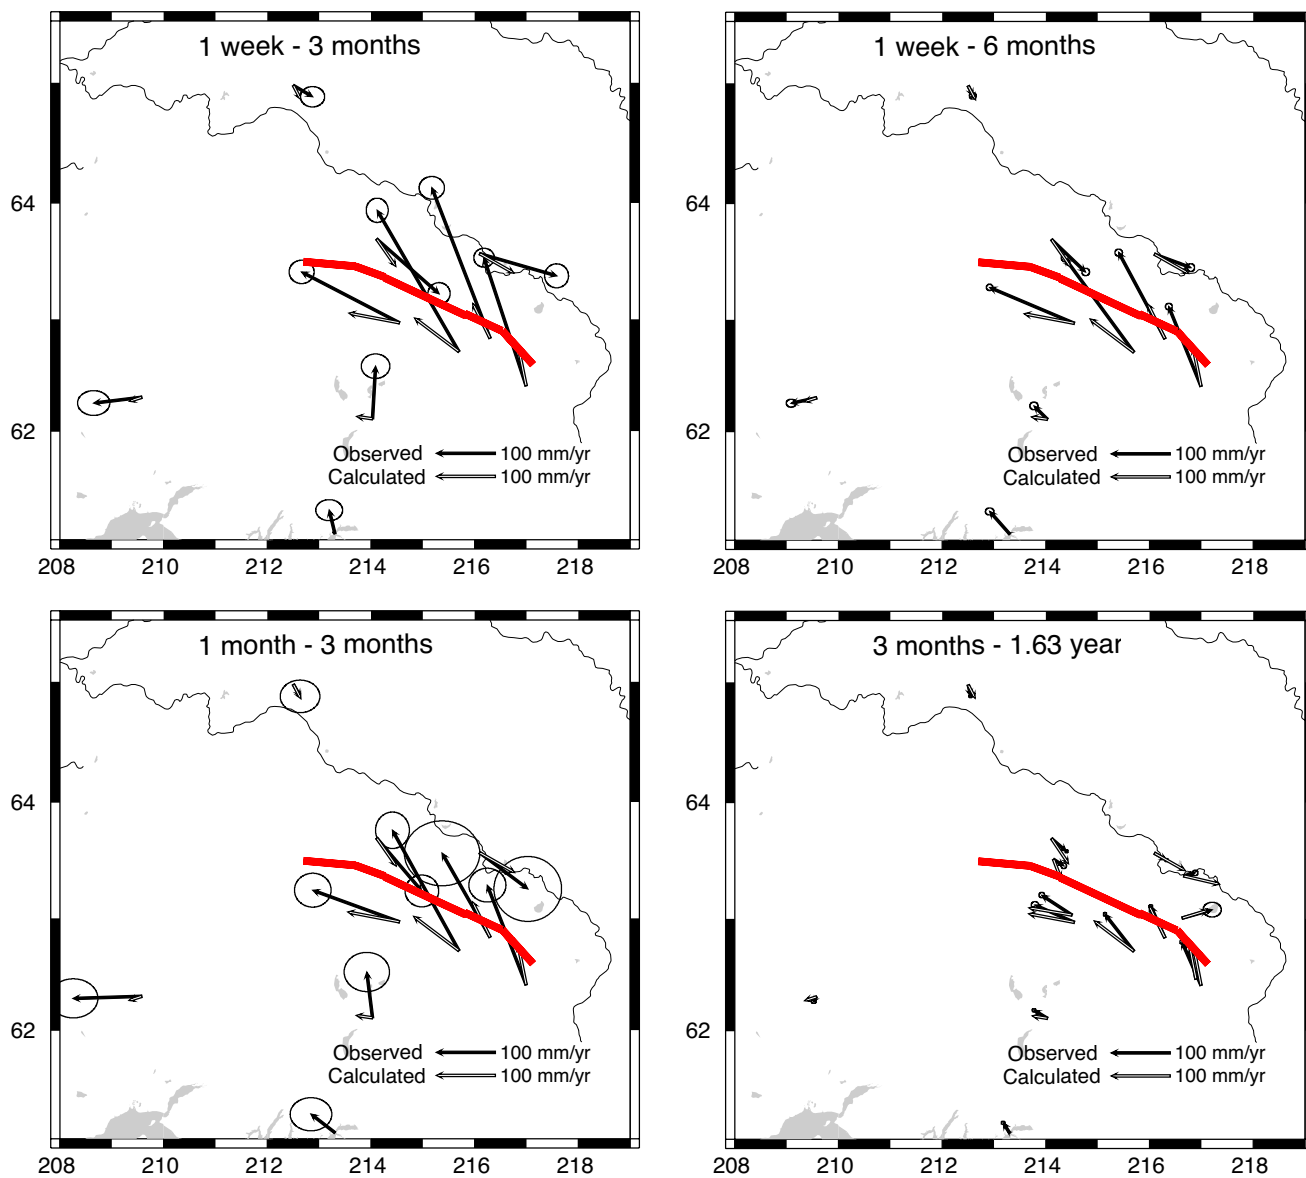 1 week - 3 months
64
62
Observed 100 mm/yr
Calculated 100 mm/yr
208 210 212 214 216 218
1 week - 6 months
64
62
Observed 100 mm/yr
Calculated 100 mm/yr
208 210 212 214 216 218
1 month - 3 months
64
62
Observed 100 mm/yr
Calculated 100 mm/yr
208 210 212 214 216 218
3 months - 1.63 year
64
62
Observed 100 mm/yr
Calculated 100 mm/yr
208 210 212 214 216 218